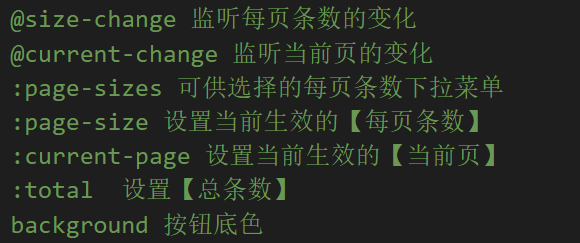 @size-change 监听每页条数的变化
@current-change 监听当前页的变化
:page-sizes 可供选择的每页条数下拉菜单
:page-size 设置当前生效的【每页条数】
:current-page 设置当前生效的【当前页】
:total  设置【总条数】
background 按钮底色